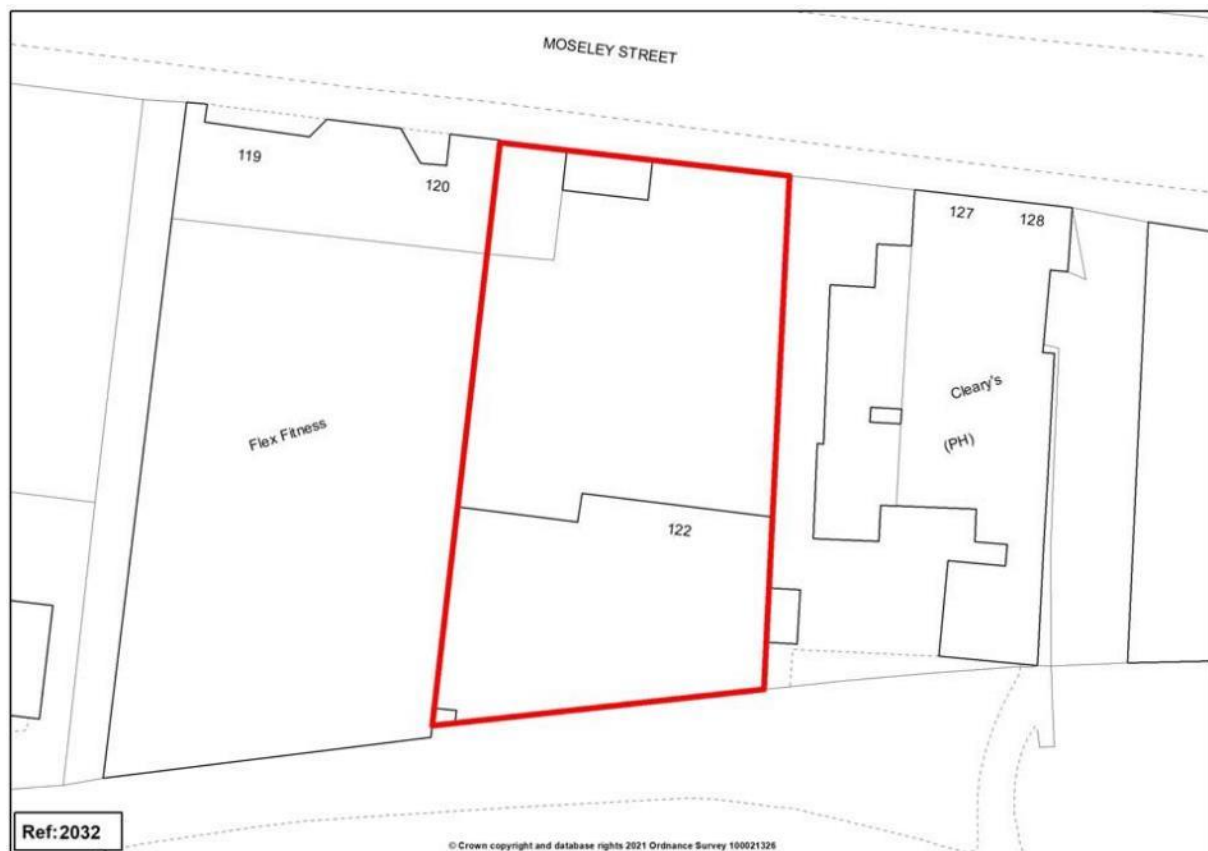 MOSELEY STREET
119
120
127
128
Flex Fitness
Cleary's
(PH)
122
Ref:2032
© Crown copyright and database rights 2021 Ordnance Survey 100021326